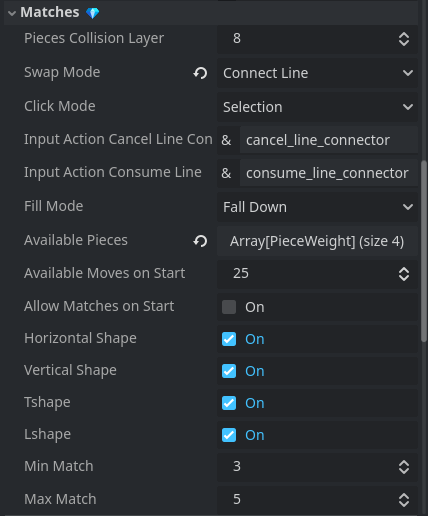 Matches 💎
Pieces Collision Layer 8
Swap Mode Connect Line
Click Mode Selection
Input Action Cancel Line Con & cancel_line_connector
Input Action Consume Line & consume_line_connector
Fill Mode Fall Down
Available Pieces Array[PieceWeight] (size 4)
Available Moves on Start 25
Allow Matches on Start On
Horizontal Shape On
Vertical Shape On
Tshape On
Lshape On
Min Match 3
Max Match 5